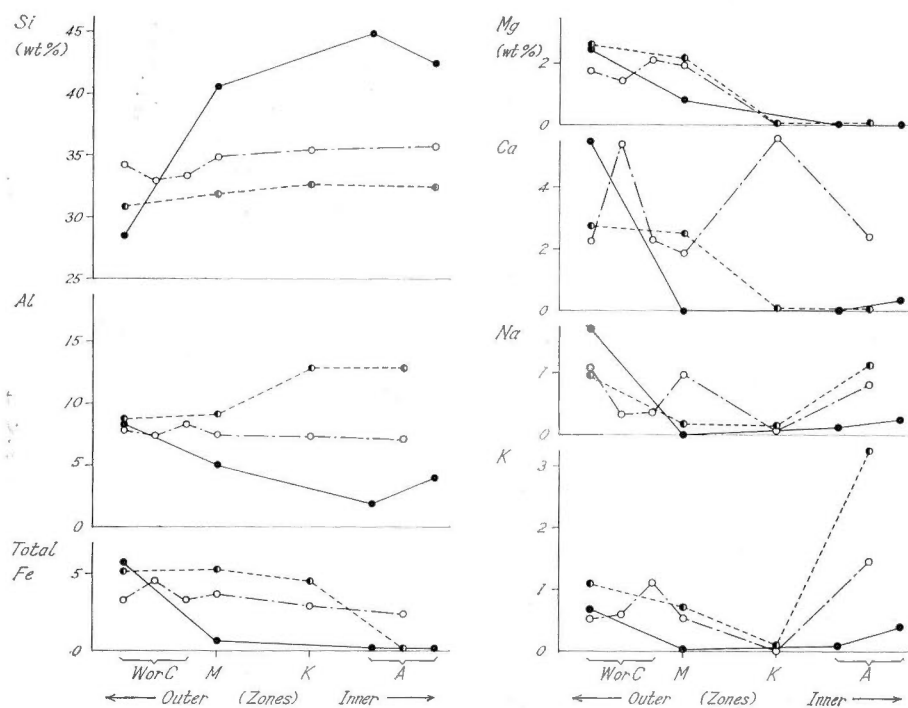 Si
(wt%)
45
40
35
30
25
Al
15
10
5
0
Total
Fe
5
0
WorC M K A
Outer (Zones) Inner
Mg
(wt%)
2
0
Ca
4
2
0
Na
1
0
K
3
2
1
0
WorC M K A
Outer (Zones) Inner